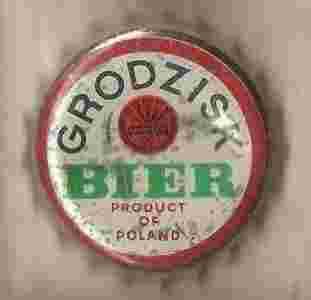 GRODZISK
BIER
PRODUCT
OF
POLAND